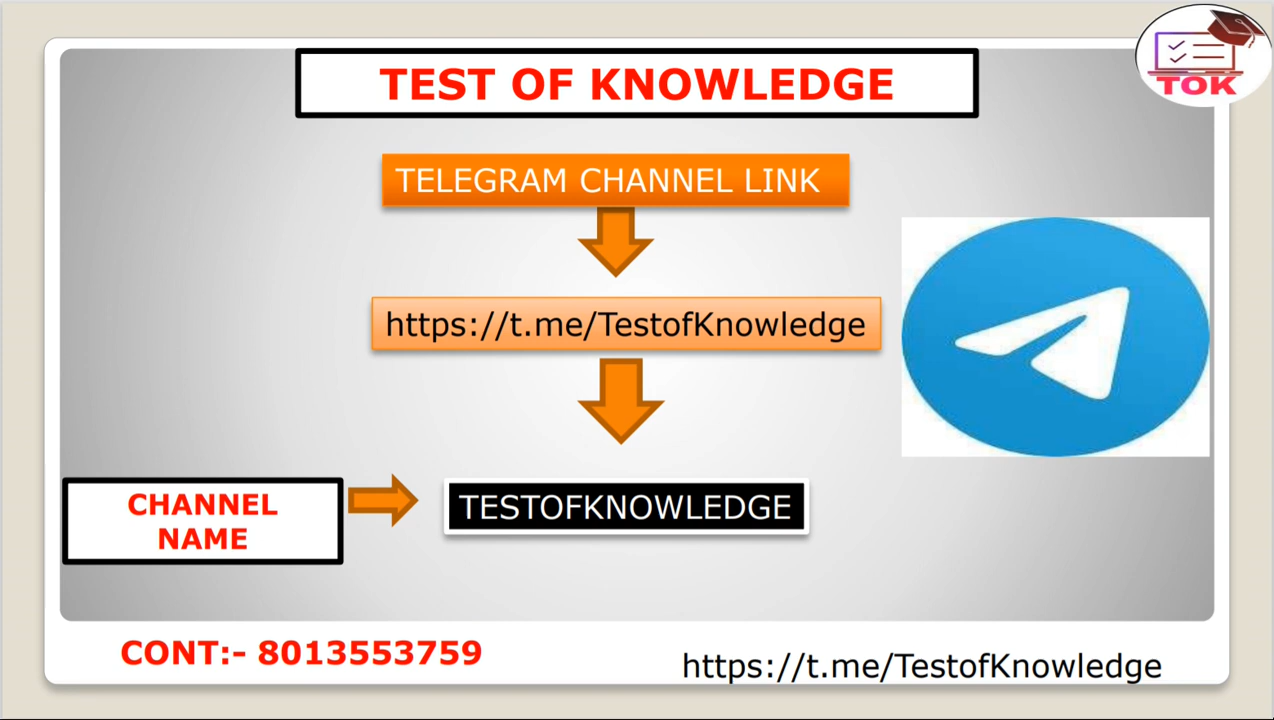 TEST OF KNOWLEDGE
TOK
TELEGRAM CHANNEL LINK
https://t.me/TestofKnowledge
CHANNEL
NAME
TESTOFKNOWLEDGE
CONT:- 8013553759
https://t.me/TestofKnowledge